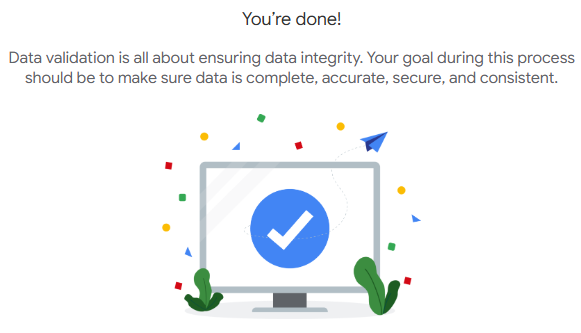 You’re done!
Data validation is all about ensuring data integrity. Your goal during this process
should be to make sure data is complete, accurate, secure, and consistent.